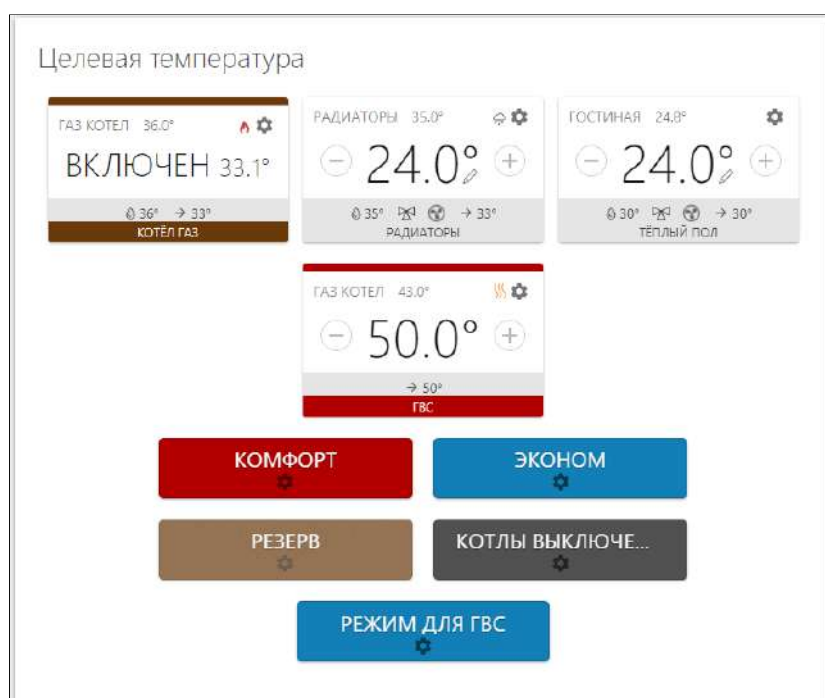 Целевая температура
ГАЗ КОТЕЛ 36.0°
ВКЛЮЧЕН 33.1°
36° → 33°
КОТЁЛ ГАЗ
РАДИАТОРЫ 35.0°
24.0°
35° → 33°
РАДИАТОРЫ
ГОСТИНАЯ 24.8°
24.0°
30° → 30°
ТЁПЛЫЙ ПОЛ
ГАЗ КОТЕЛ 43.0°
50.0°
→ 50°
ГВС
КОМФОРТ
ЭКОНОМ
РЕЗЕРВ
КОТЛЫ ВЫКЛЮЧЕ...
РЕЖИМ ДЛЯ ГВС